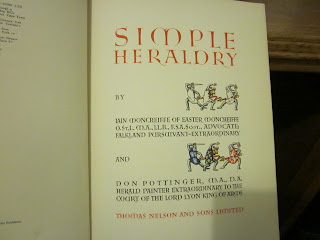 SIMPLE
HERALDRY
BY
IAIN MONCREIFFE OF EASTER MONCREIFFE
O.St.J., M.A., LL.B., F.S.A.Scot., ADVOCATE;
FALKLAND PURSUIVANT-EXTRAORDINARY
AND
DON POTTINGER, M.A., D.A.
HERALD PAINTER EXTRAORDINARY TO THE
COURT OF THE LORD LYON KING OF ARMS
THOMAS NELSON AND SONS LIMITED